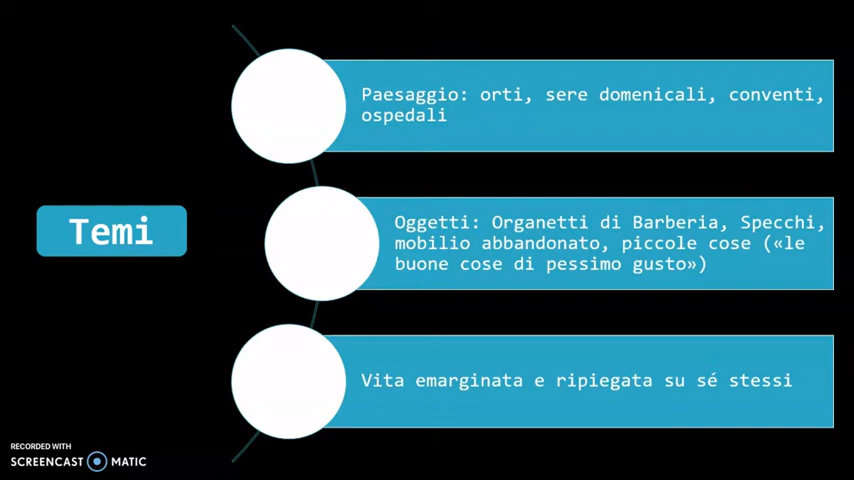 Temi
Paesaggio: orti, sere domenicali, conventi,
ospedali
Oggetti: Organetti di Barberia, Specchi,
mobilio abbandonato, piccole cose («le
buone cose di pessimo gusto»)
Vita emarginata e ripiegata su sé stessi
RECORDED WITH
SCREENCAST MATIC